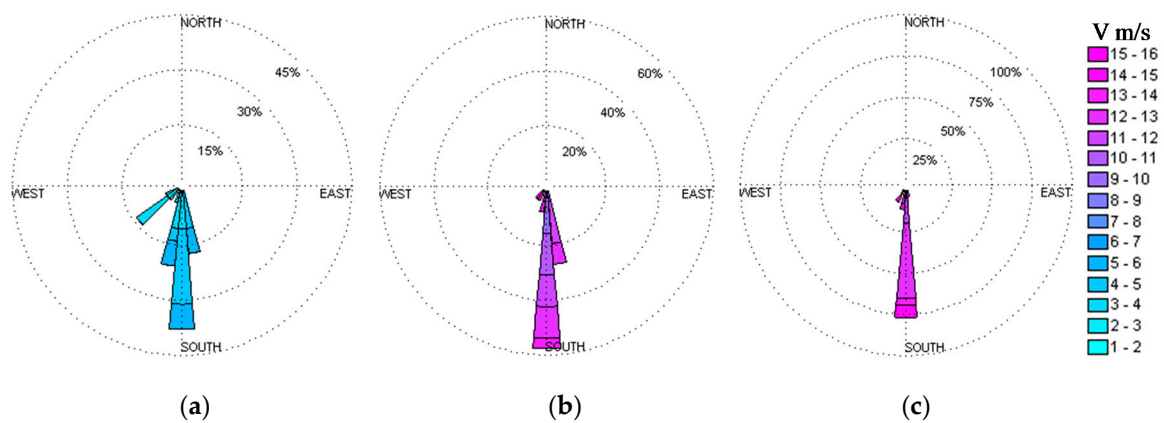 NORTH
45%
30%
15%
WEST
EAST
SOUTH
(a)
NORTH
60%
40%
20%
WEST
EAST
SOUTH
(b)
NORTH
100%
75%
50%
25%
WEST
EAST
SOUTH
(c)
V m/s
15 - 16
14 - 15
13 - 14
12 - 13
11 - 12
10 - 11
9 - 10
8 - 9
7 - 8
6 - 7
5 - 6
4 - 5
3 - 4
2 - 3
1 - 2